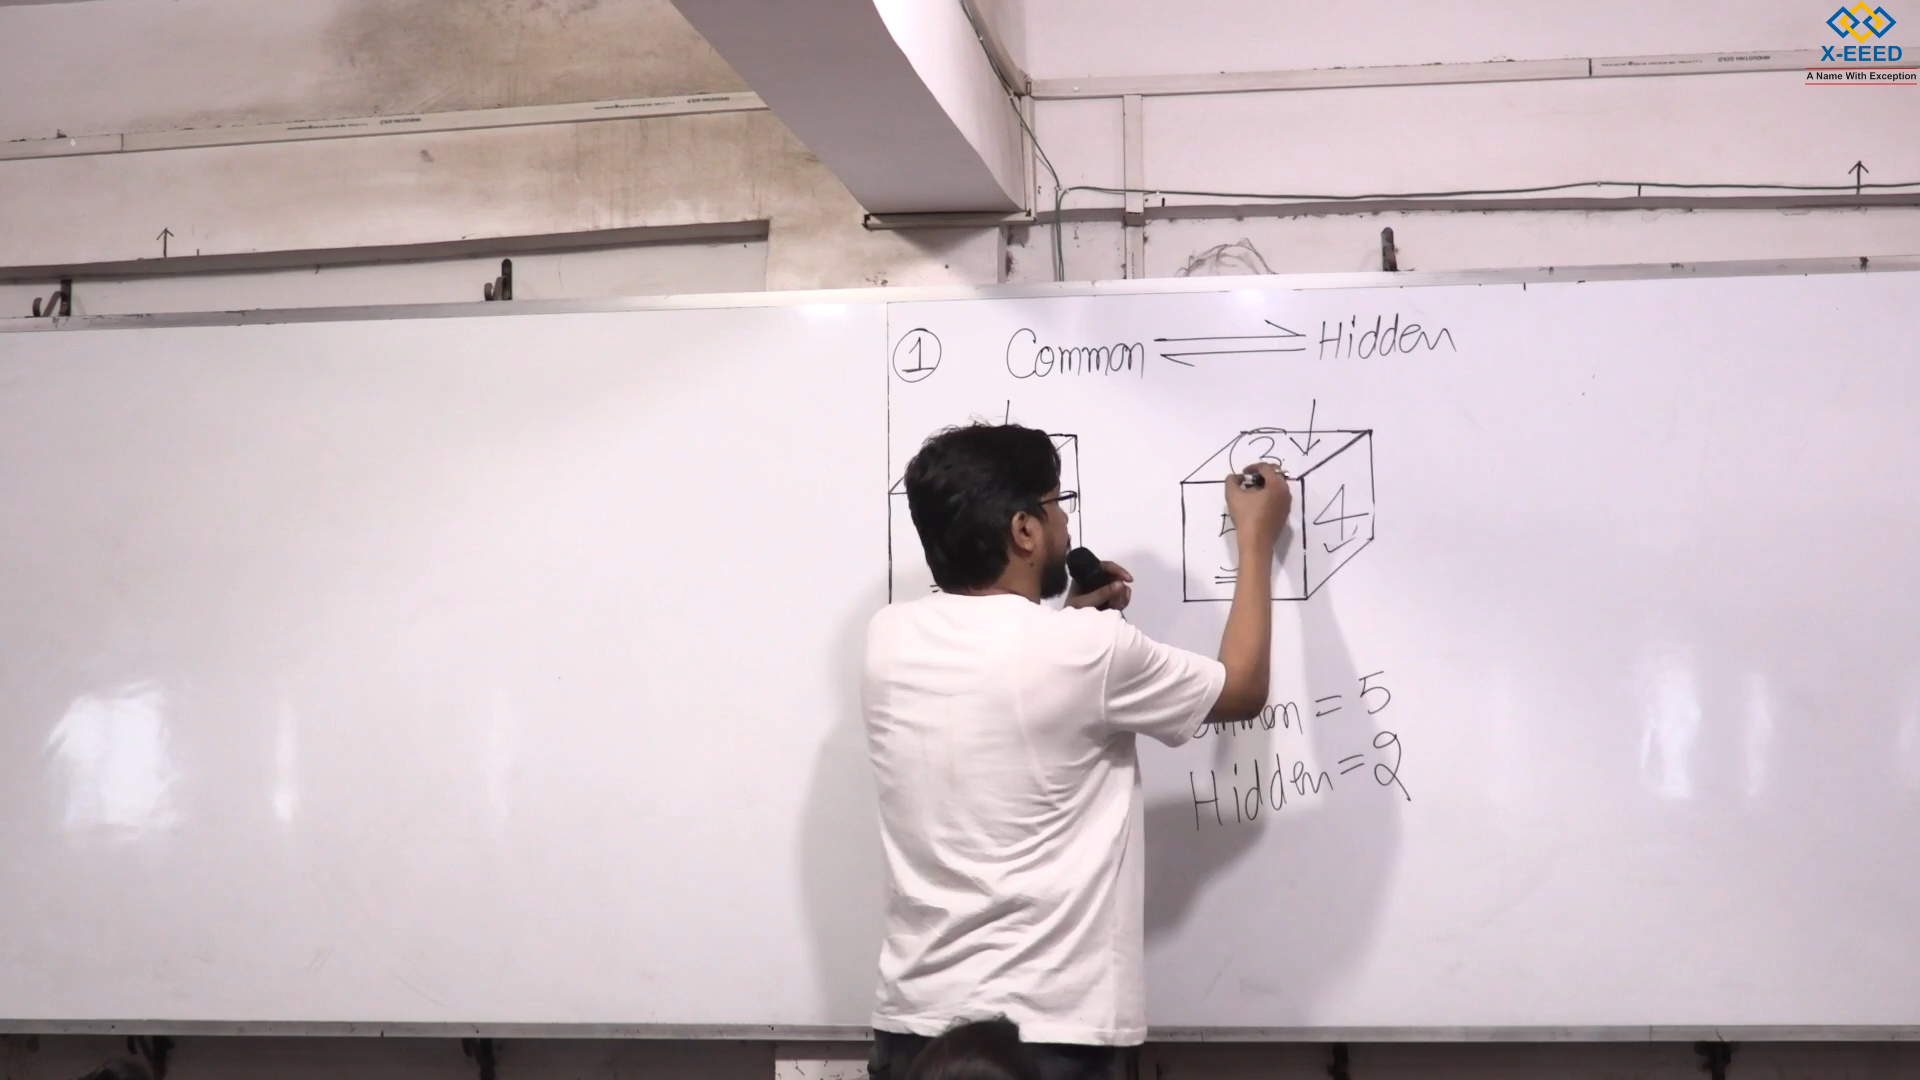 X-EEED
A Name With Exception
1 Common ⇌ Hidden
3
4
5
= 5
Hidden = 2